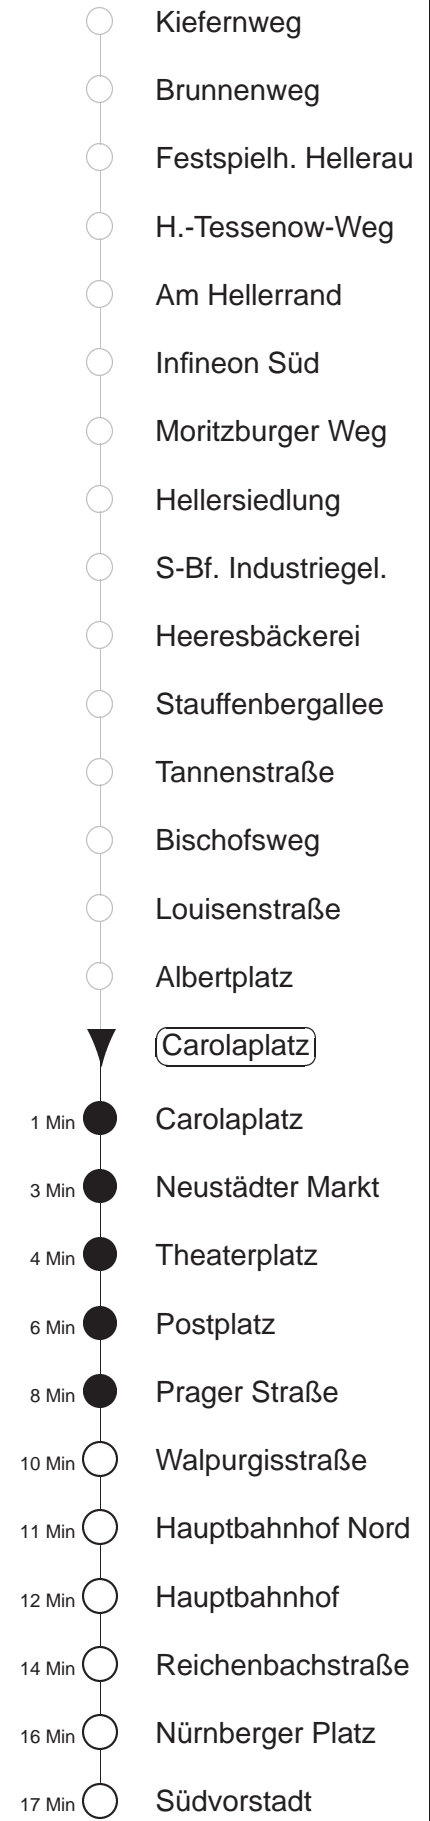 Kiefernweg
Brunnenweg
Festspielh. Hellerau
H.-Tessenow-Weg
Am Hellerrand
Infineon Süd
Moritzburger Weg
Hellersiedlung
S-Bf. Industriegel.
Heeresbäckerei
Stauffenbergallee
Tannenstraße
Bischofsweg
Louisenstraße
Albertplatz
Carolaplatz
1 Min Carolaplatz
3 Min Neustädter Markt
4 Min Theaterplatz
6 Min Postplatz
8 Min Prager Straße
10 Min Walpurgisstraße
11 Min Hauptbahnhof Nord
12 Min Hauptbahnhof
14 Min Reichenbachstraße
16 Min Nürnberger Platz
17 Min Südvorstadt